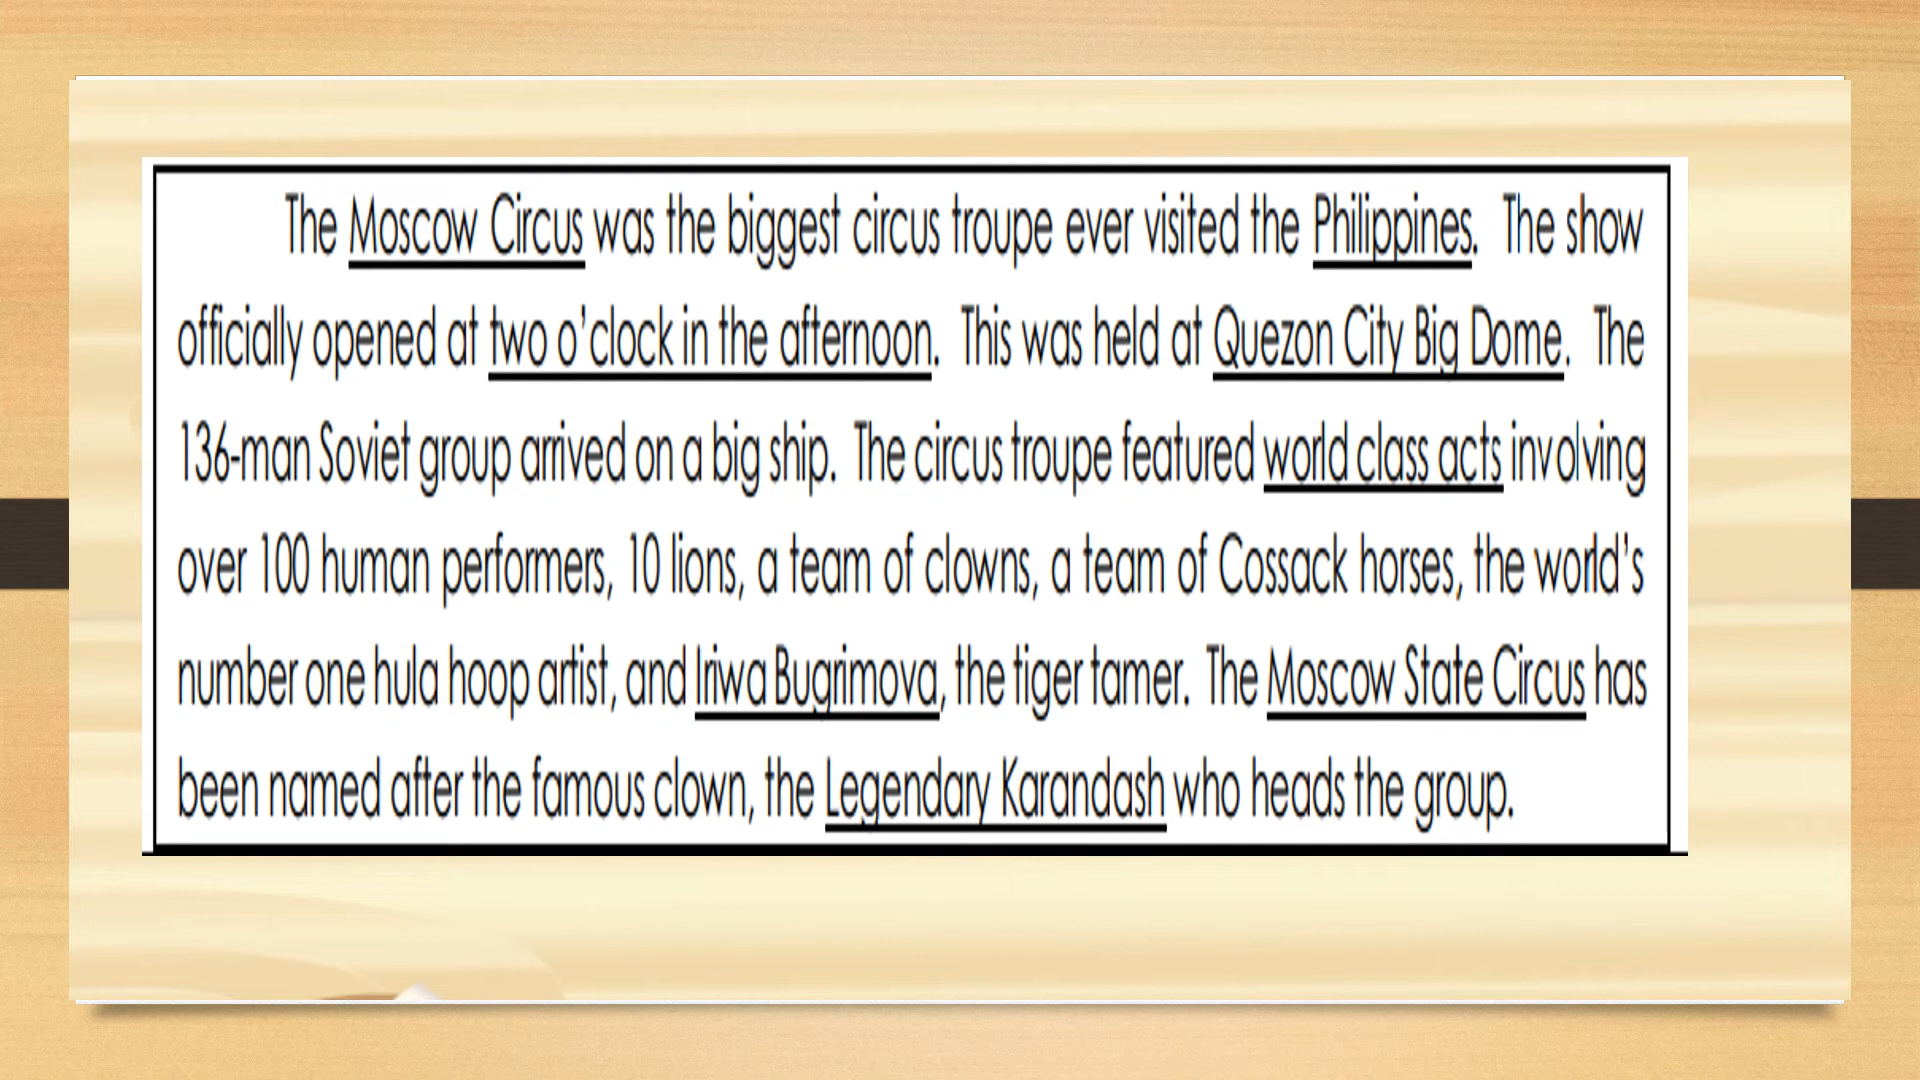 The Moscow Circus was the biggest circus troupe ever visited the Philippines. The show
officially opened at two o’clock in the afternoon. This was held at Quezon City Big Dome. The
136-man Soviet group arrived on a big ship. The circus troupe featured world class acts involving
over 100 human performers, 10 lions, a team of clowns, a team of Cossack horses, the world’s
number one hula hoop artist, and Iriwa Bugrimova, the tiger tamer. The Moscow State Circus has
been named after the famous clown, the Legendary Karandash who heads the group.